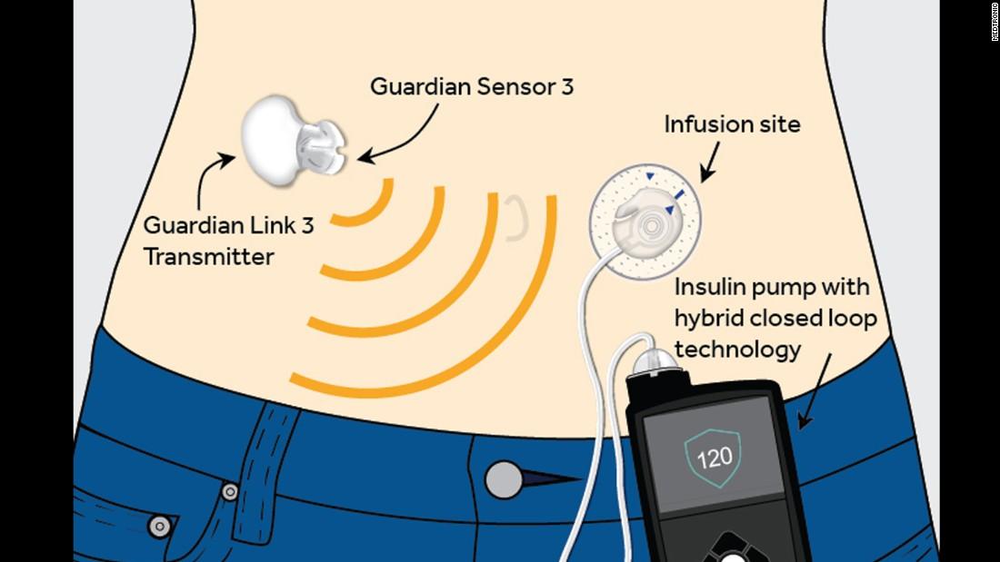 Guardian Sensor 3
Infusion site
Guardian Link 3
Transmitter
Insulin pump with
hybrid closed loop
technology
120
MEDTRONIC